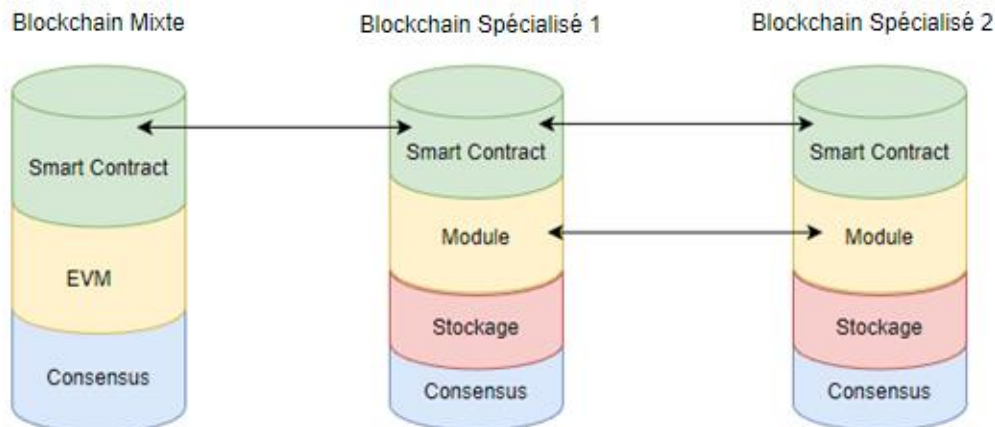 Blockchain Mixte
Blockchain Spécialisé 1
Blockchain Spécialisé 2
Smart Contract
EVM
Consensus
Smart Contract
Module
Stockage
Consensus
Smart Contract
Module
Stockage
Consensus